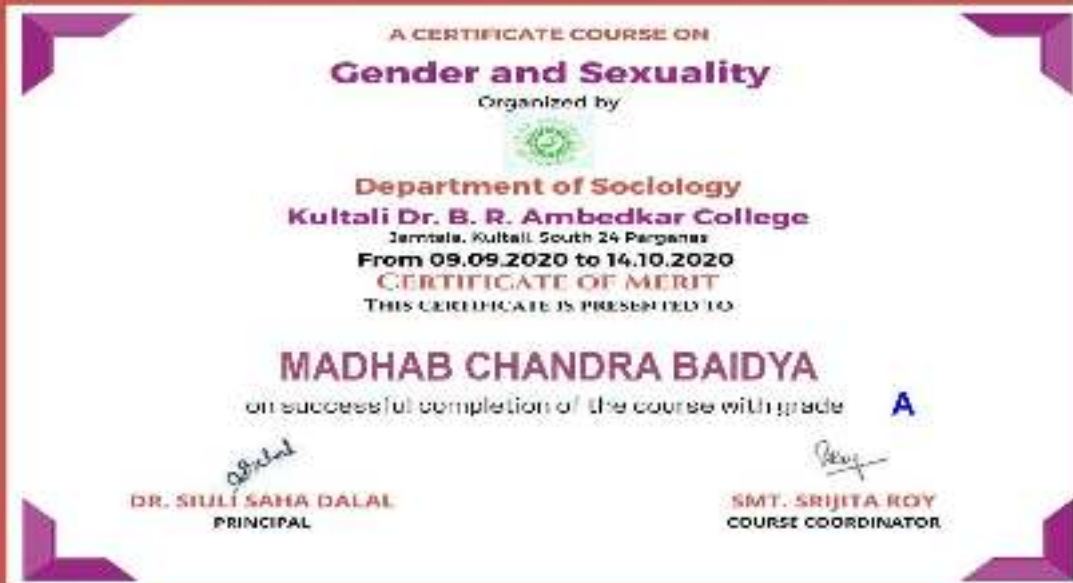 A CERTIFICATE COURSE ON
Gender and Sexuality
Organized by
Department of Sociology
Kultali Dr. B. R. Ambedkar College
Jamtala, Kultali, South 24 Parganas
From 09.09.2020 to 14.10.2020
CERTIFICATE OF MERIT
THIS CERTIFICATE IS PRESENTED TO
MADHAB CHANDRA BAIDYA
on successful completion of the course with grade A
DR. SIULI SAHA DALAL
PRINCIPAL
SMT. SRIJITA ROY
COURSE COORDINATOR